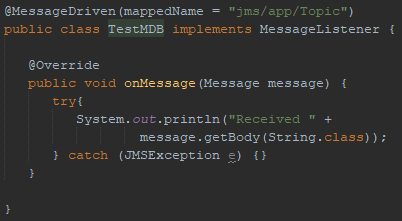 @MessageDriven(mappedName = "jms/app/Topic")
public class TestMDB implements MessageListener {
@Override
public void onMessage(Message message) {
try{
System.out.println("Received " +
message.getBody(String.class));
} catch (JMSException e) {}
}
}